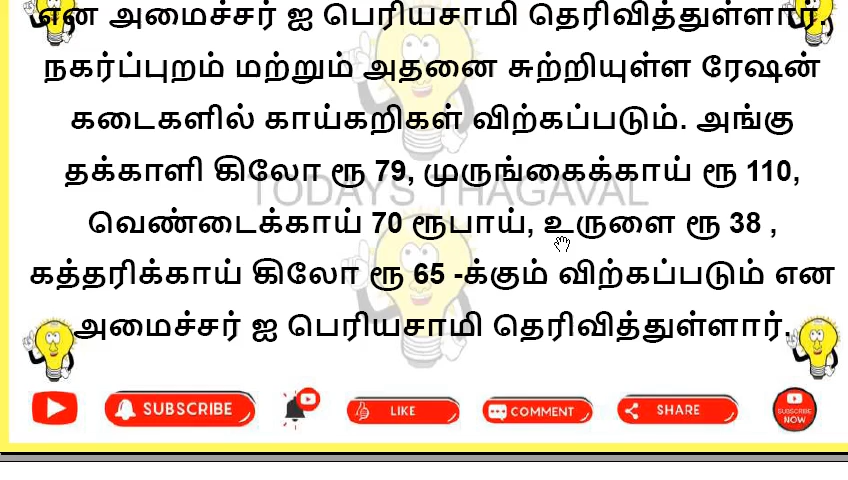 என அமைச்சர் ஐ பெரியசாமி தெரிவித்துள்ளார்.
நகர்ப்புறம் மற்றும் அதனை சுற்றியுள்ள ரேஷன்
கடைகளில் காய்கறிகள் விற்கப்படும். அங்கு
தக்காளி கிலோ ரூ 79, முருங்கைக்காய் ரூ 110,
TODAYS THAGAVAL
வெண்டைக்காய் 70 ரூபாய், உருளை ரூ 38 ,
கத்தரிக்காய் கிலோ ரூ 65 -க்கும் விற்கப்படும் என
அமைச்சர் ஐ பெரியசாமி தெரிவித்துள்ளார்.
SUBSCRIBE LIKE COMMENT SHARE SUBSCRIBE NOW